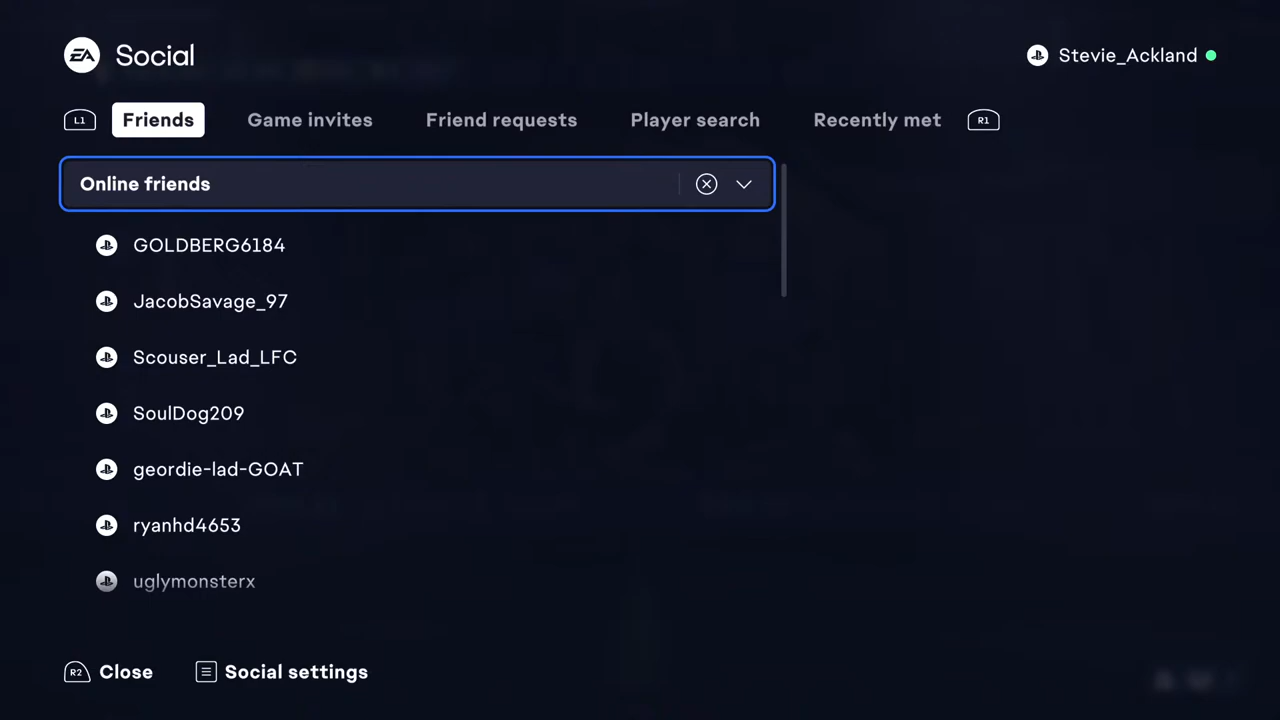 EA Social
Stevie_Ackland
L1 Friends Game invites Friend requests Player search Recently met R1
Online friends
GOLDBERG6184
JacobSavage_97
Scouser_Lad_LFC
SoulDog209
geordie-lad-GOAT
ryanhd4653
uglymonsterx
R2 Close Social settings